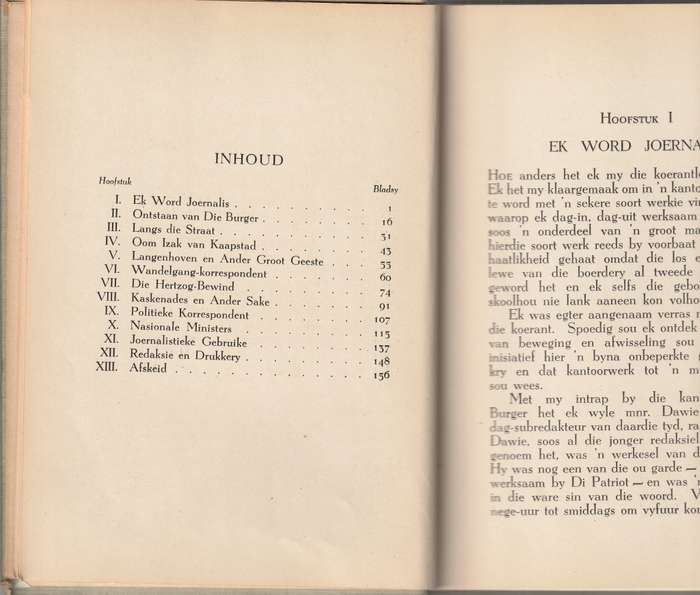 INHOUD
Hoofstuk Bladsy
I. Ek Word Joernalis . . . . . . . . . 1
II. Ontstaan van Die Burger . . . . . . . . 16
III. Langs die Straat . . . . . . . . . . 31
IV. Oom Izak van Kaapstad . . . . . . . . 43
V. Langenhoven en Ander Groot Geeste . . . . . 55
VI. Wandelgang-korrespondent . . . . . . . . 60
VII. Die Hertzog-Bewind . . . . . . . . . 74
VIII. Kaskenades en Ander Sake . . . . . . . . 91
IX. Politieke Korrespondent . . . . . . . . 107
X. Nasionale Ministers . . . . . . . . . 115
XI. Joernalistieke Gebruike . . . . . . . . 137
XII. Redaksie en Drukkery . . . . . . . . . 148
XIII. Afskeid . . . . . . . . . . . . 156
Hoofstuk I
EK WORD JOERNA
Hoe anders het ek my die koerantl
Ek het my klaargemaak om in 'n kanto
te word met 'n sekere soort werkie vi
waarop ek dag-in, dag-uit werksaam
soos 'n onderdeel van 'n groot ma
hierdie soort werk reeds by voorbaat
haatlikheid gehaat omdat die los e
lewe van die boerdery al tweede
geword het en ek selfs die gebo
skoolhou nie lank aaneen kon volho
Ek was egter aangenaam verras
die koerant. Spoedig sou ek ontdek
van beweging en afwisseling sou
inisiatief hier 'n byna onbeperkte
kry en dat kantoorwerk tot 'n m
sou wees.
Met my intrap by die kan
Burger het ek wyle mnr. Dawie
dag-subredakteur van daardie tyd, ra
Dawie, soos al die jonger redaksiel
genoem het, was 'n werkesel van d
Hy was nog een van die ou garde —
werksaam by Di Patriot — en was '
in die ware sin van die woord. V
nege-uur tot smiddags om vyfuur ko